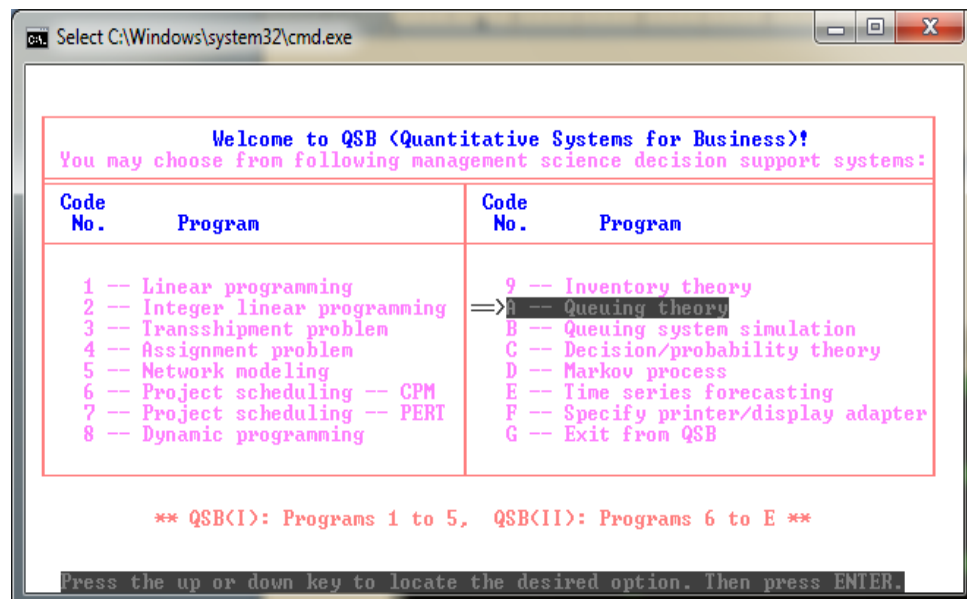 Select C:\Windows\system32\cmd.exe
Welcome to QSB (Quantitative Systems for Business)!
You may choose from following management science decision support systems:
Code
No. Program
1 -- Linear programming
2 -- Integer linear programming
3 -- Transshipment problem
4 -- Assignment problem
5 -- Network modeling
6 -- Project scheduling -- CPM
7 -- Project scheduling -- PERT
8 -- Dynamic programming
Code
No. Program
9 -- Inventory theory
==>A -- Queuing theory
B -- Queuing system simulation
C -- Decision/probability theory
D -- Markov process
E -- Time series forecasting
F -- Specify printer/display adapter
G -- Exit from QSB
** QSB(I): Programs 1 to 5, QSB(II): Programs 6 to E **
Press the up or down key to locate the desired option. Then press ENTER.